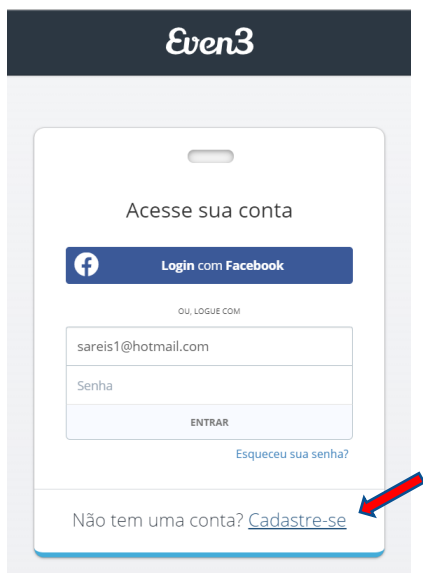 Even3
Acesse sua conta
Login com Facebook
OU, LOGUE COM
sareis1@hotmail.com
Senha
ENTRAR
Esqueceu sua senha?
Não tem uma conta? Cadastre-se